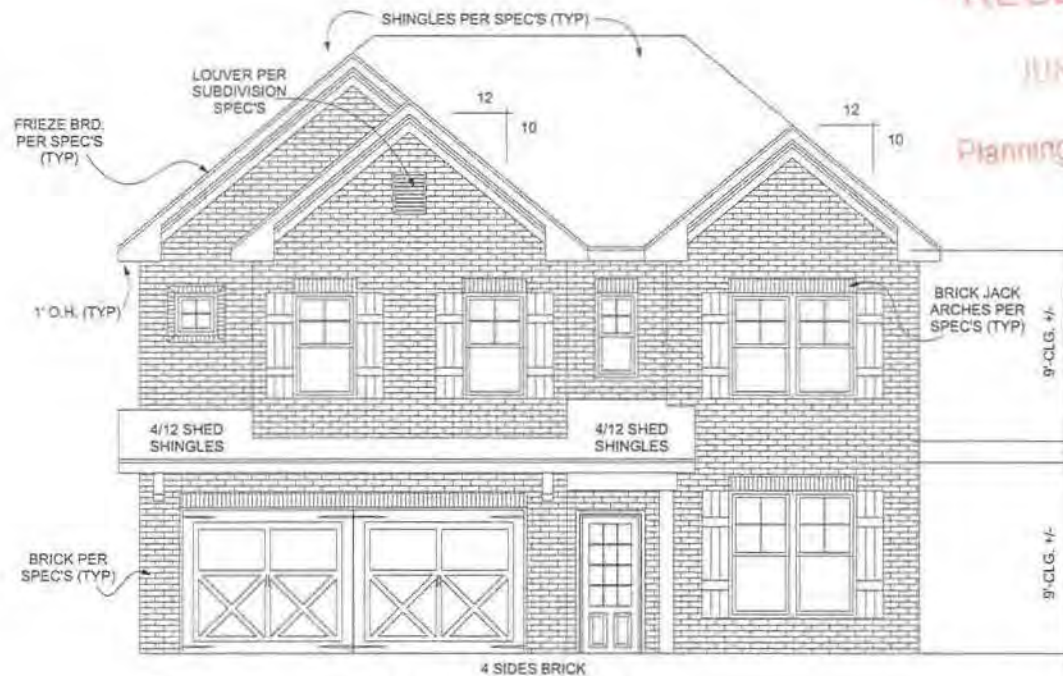 SHINGLES PER SPEC'S (TYP)
LOUVER PER
SUBDIVISION
SPEC'S
12
10
12
10
FRIEZE BRD.
PER SPEC'S
(TYP)
Planning
1' O.H. (TYP)
BRICK JACK
ARCHES PER
SPEC'S (TYP)
9'-CLG. +/-
4/12 SHED
SHINGLES
4/12 SHED
SHINGLES
BRICK PER
SPEC'S (TYP)
9'-CLG. +/-
4 SIDES BRICK